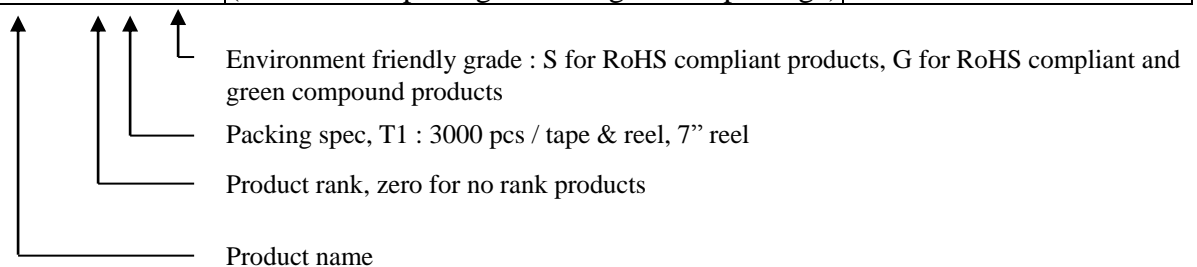 Environment friendly grade : S for RoHS compliant products, G for RoHS compliant and
green compound products
Packing spec, T1 : 3000 pcs / tape & reel, 7” reel
Product rank, zero for no rank products
Product name